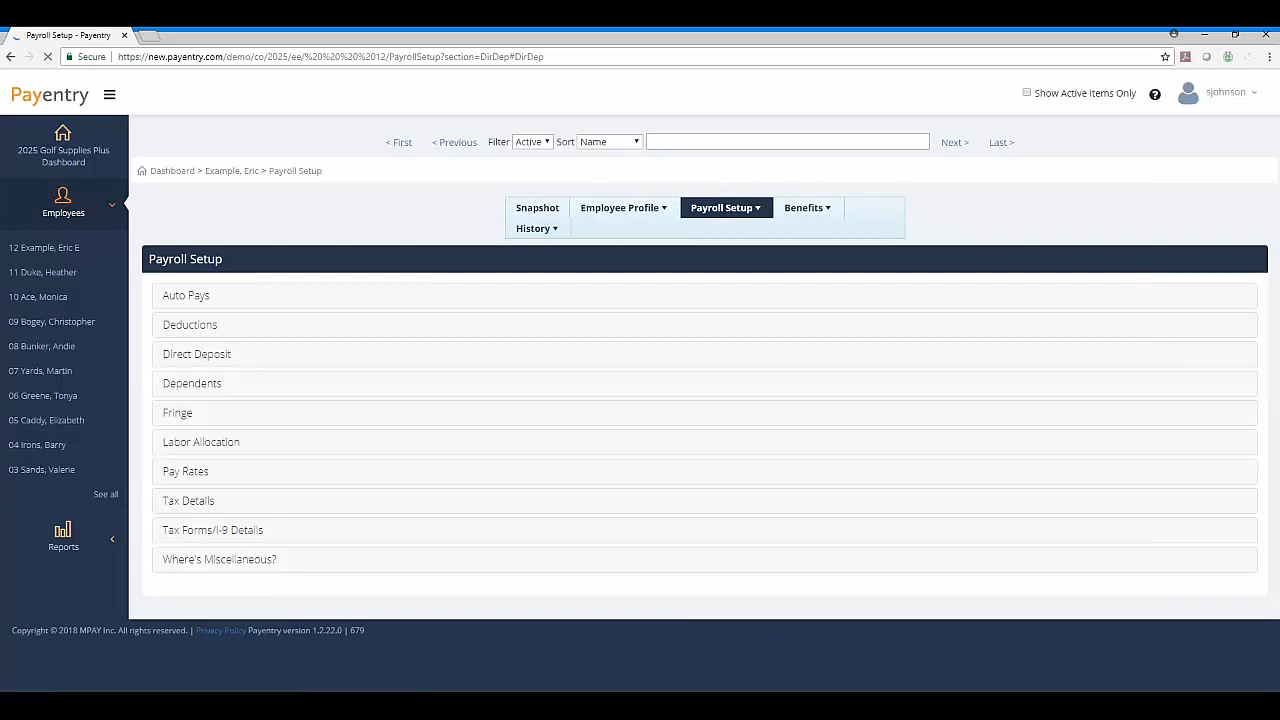 Payroll Setup - Payentry
Secure https://new.payentry.com/demo/co/2025/ee/%20%20%20%2012/PayrollSetup?section=DirDep#DirDep
Payentry
Show Active Items Only
sjohnson
2025 Golf Supplies Plus
Dashboard
Employees
12 Example, Eric E
11 Duke, Heather
10 Ace, Monica
09 Bogey, Christopher
08 Bunker, Andie
07 Yards, Martin
06 Greene, Tonya
05 Caddy, Elizabeth
04 Irons, Barry
03 Sands, Valerie
See all
Reports
< First < Previous Filter Active Sort Name Next > Last >
Dashboard > Example, Eric > Payroll Setup
Snapshot Employee Profile Payroll Setup Benefits
History
Payroll Setup
Auto Pays
Deductions
Direct Deposit
Dependents
Fringe
Labor Allocation
Pay Rates
Tax Details
Tax Forms/I-9 Details
Where's Miscellaneous?
Copyright © 2018 MPAY Inc. All rights reserved. | Privacy Policy Payentry version 1.2.22.0 | 679